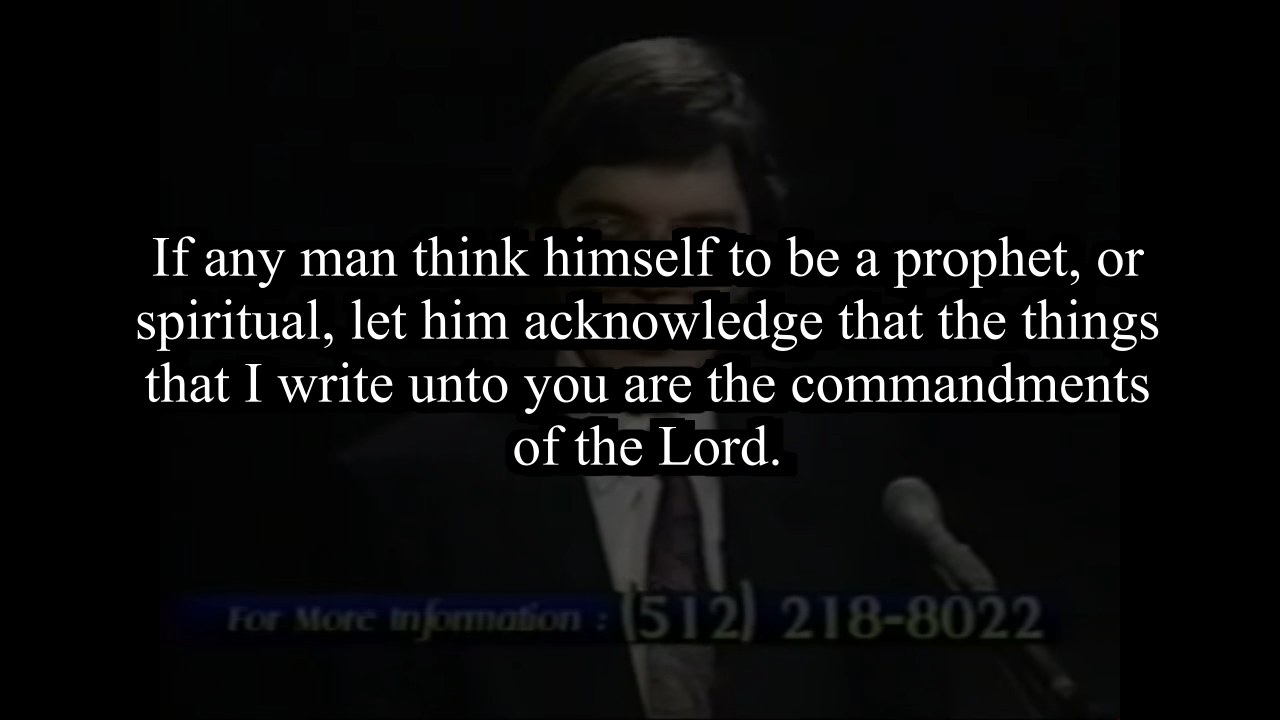 If any man think himself to be a prophet, or
spiritual, let him acknowledge that the things
that I write unto you are the commandments
of the Lord.
For More Information : (512) 218-8022